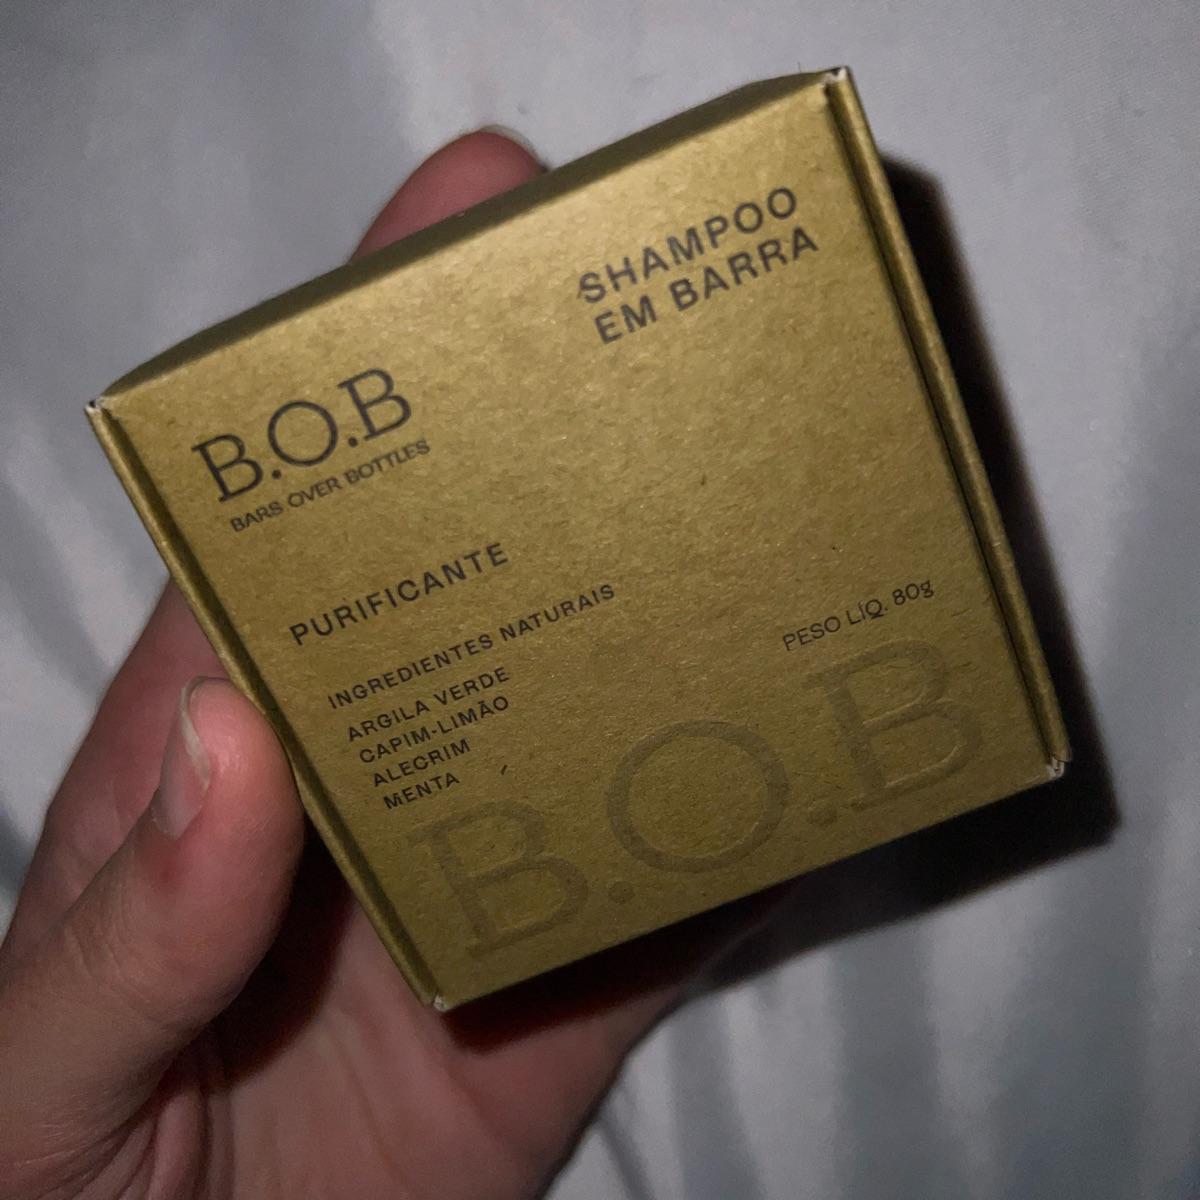 SHAMPOO
EM BARRA
B.O.B
BARS OVER BOTTLES
PURIFICANTE
INGREDIENTES NATURAIS
ARGILA VERDE
CAPIM-LIMÃO
ALECRIM
MENTA
PESO LÍQ. 80g
B.O.B